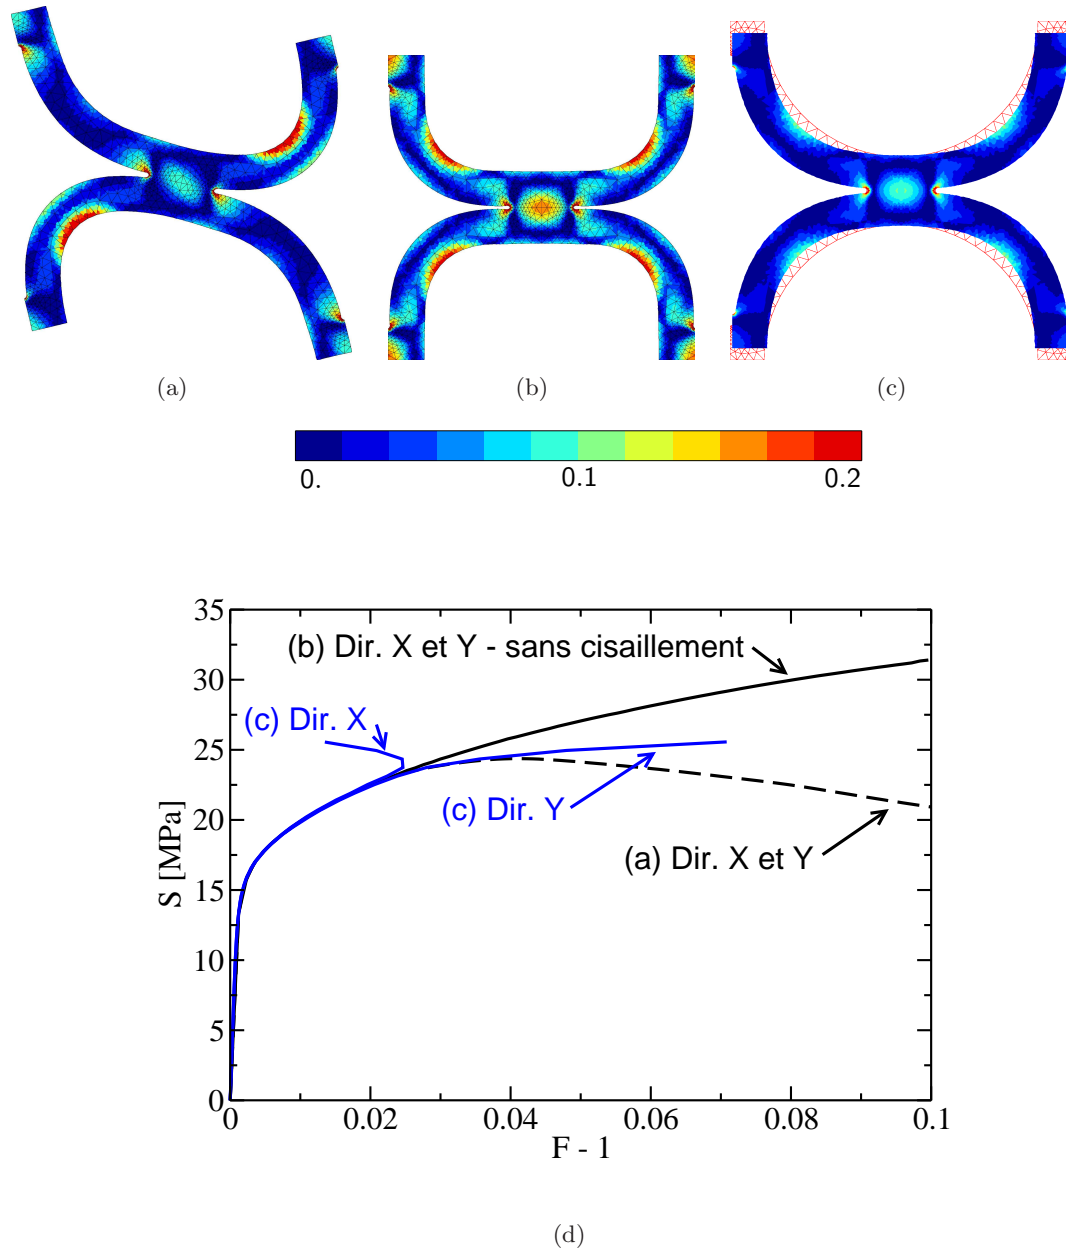 (a)
(b)
(c)
0.
0.1
0.2
35
30
25
20
15
10
5
0
S [MPa]
(b) Dir. X et Y - sans cisaillement
(c) Dir. X
(c) Dir. Y
(a) Dir. X et Y
0
0.02
0.04
0.06
0.08
0.1
F - 1
(d)